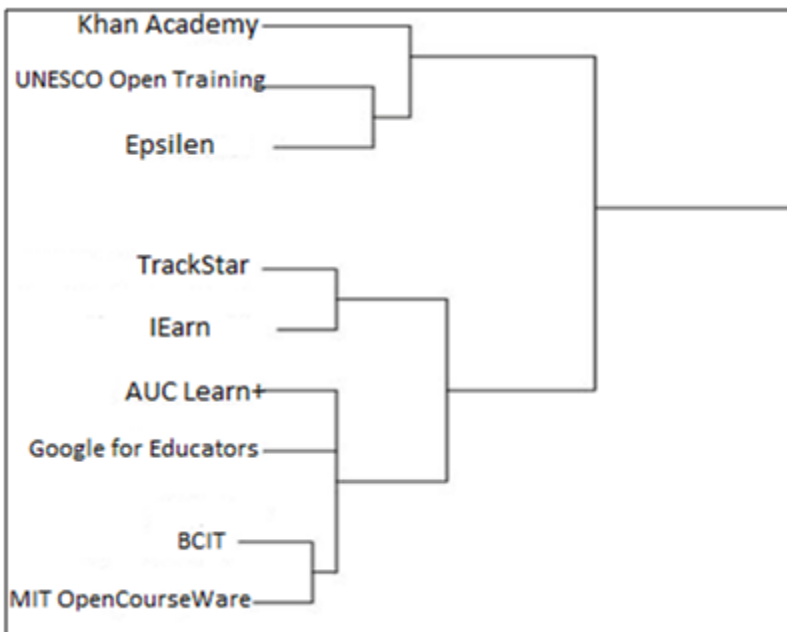 Khan Academy
UNESCO Open Training
Epsilen
TrackStar
IEarn
AUC Learn+
Google for Educators
BCIT
MIT OpenCourseWare